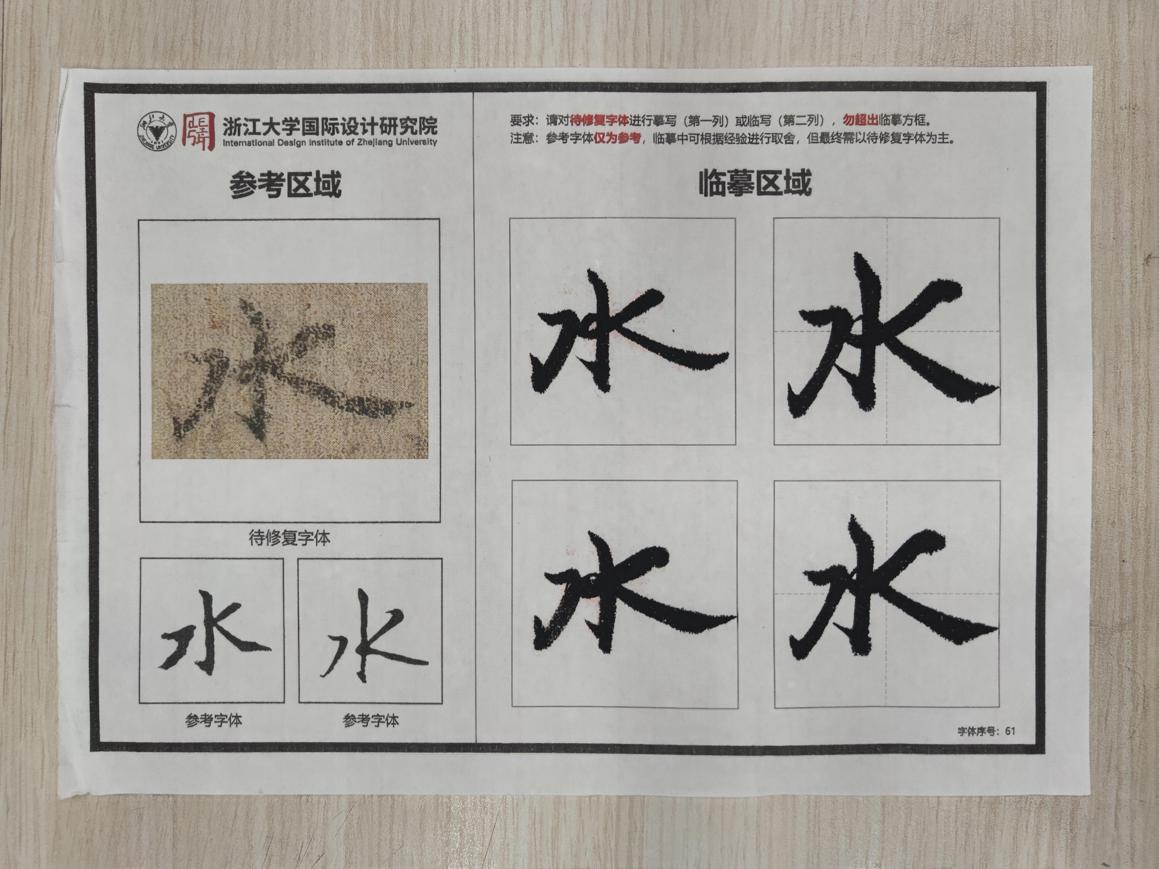 浙江大学国际设计研究院
International Design Institute of Zhejiang University
参考区域
水
待修复字体
水 水
参考字体 参考字体
要求：请对待修复字体进行摹写（第一列）或临写（第二列），勿超出临摹方框。
注意：参考字体仅为参考，临摹中可根据经验进行取舍，但最终需以待修复字体为主。
临摹区域
水 水
水 水
字体序号：61